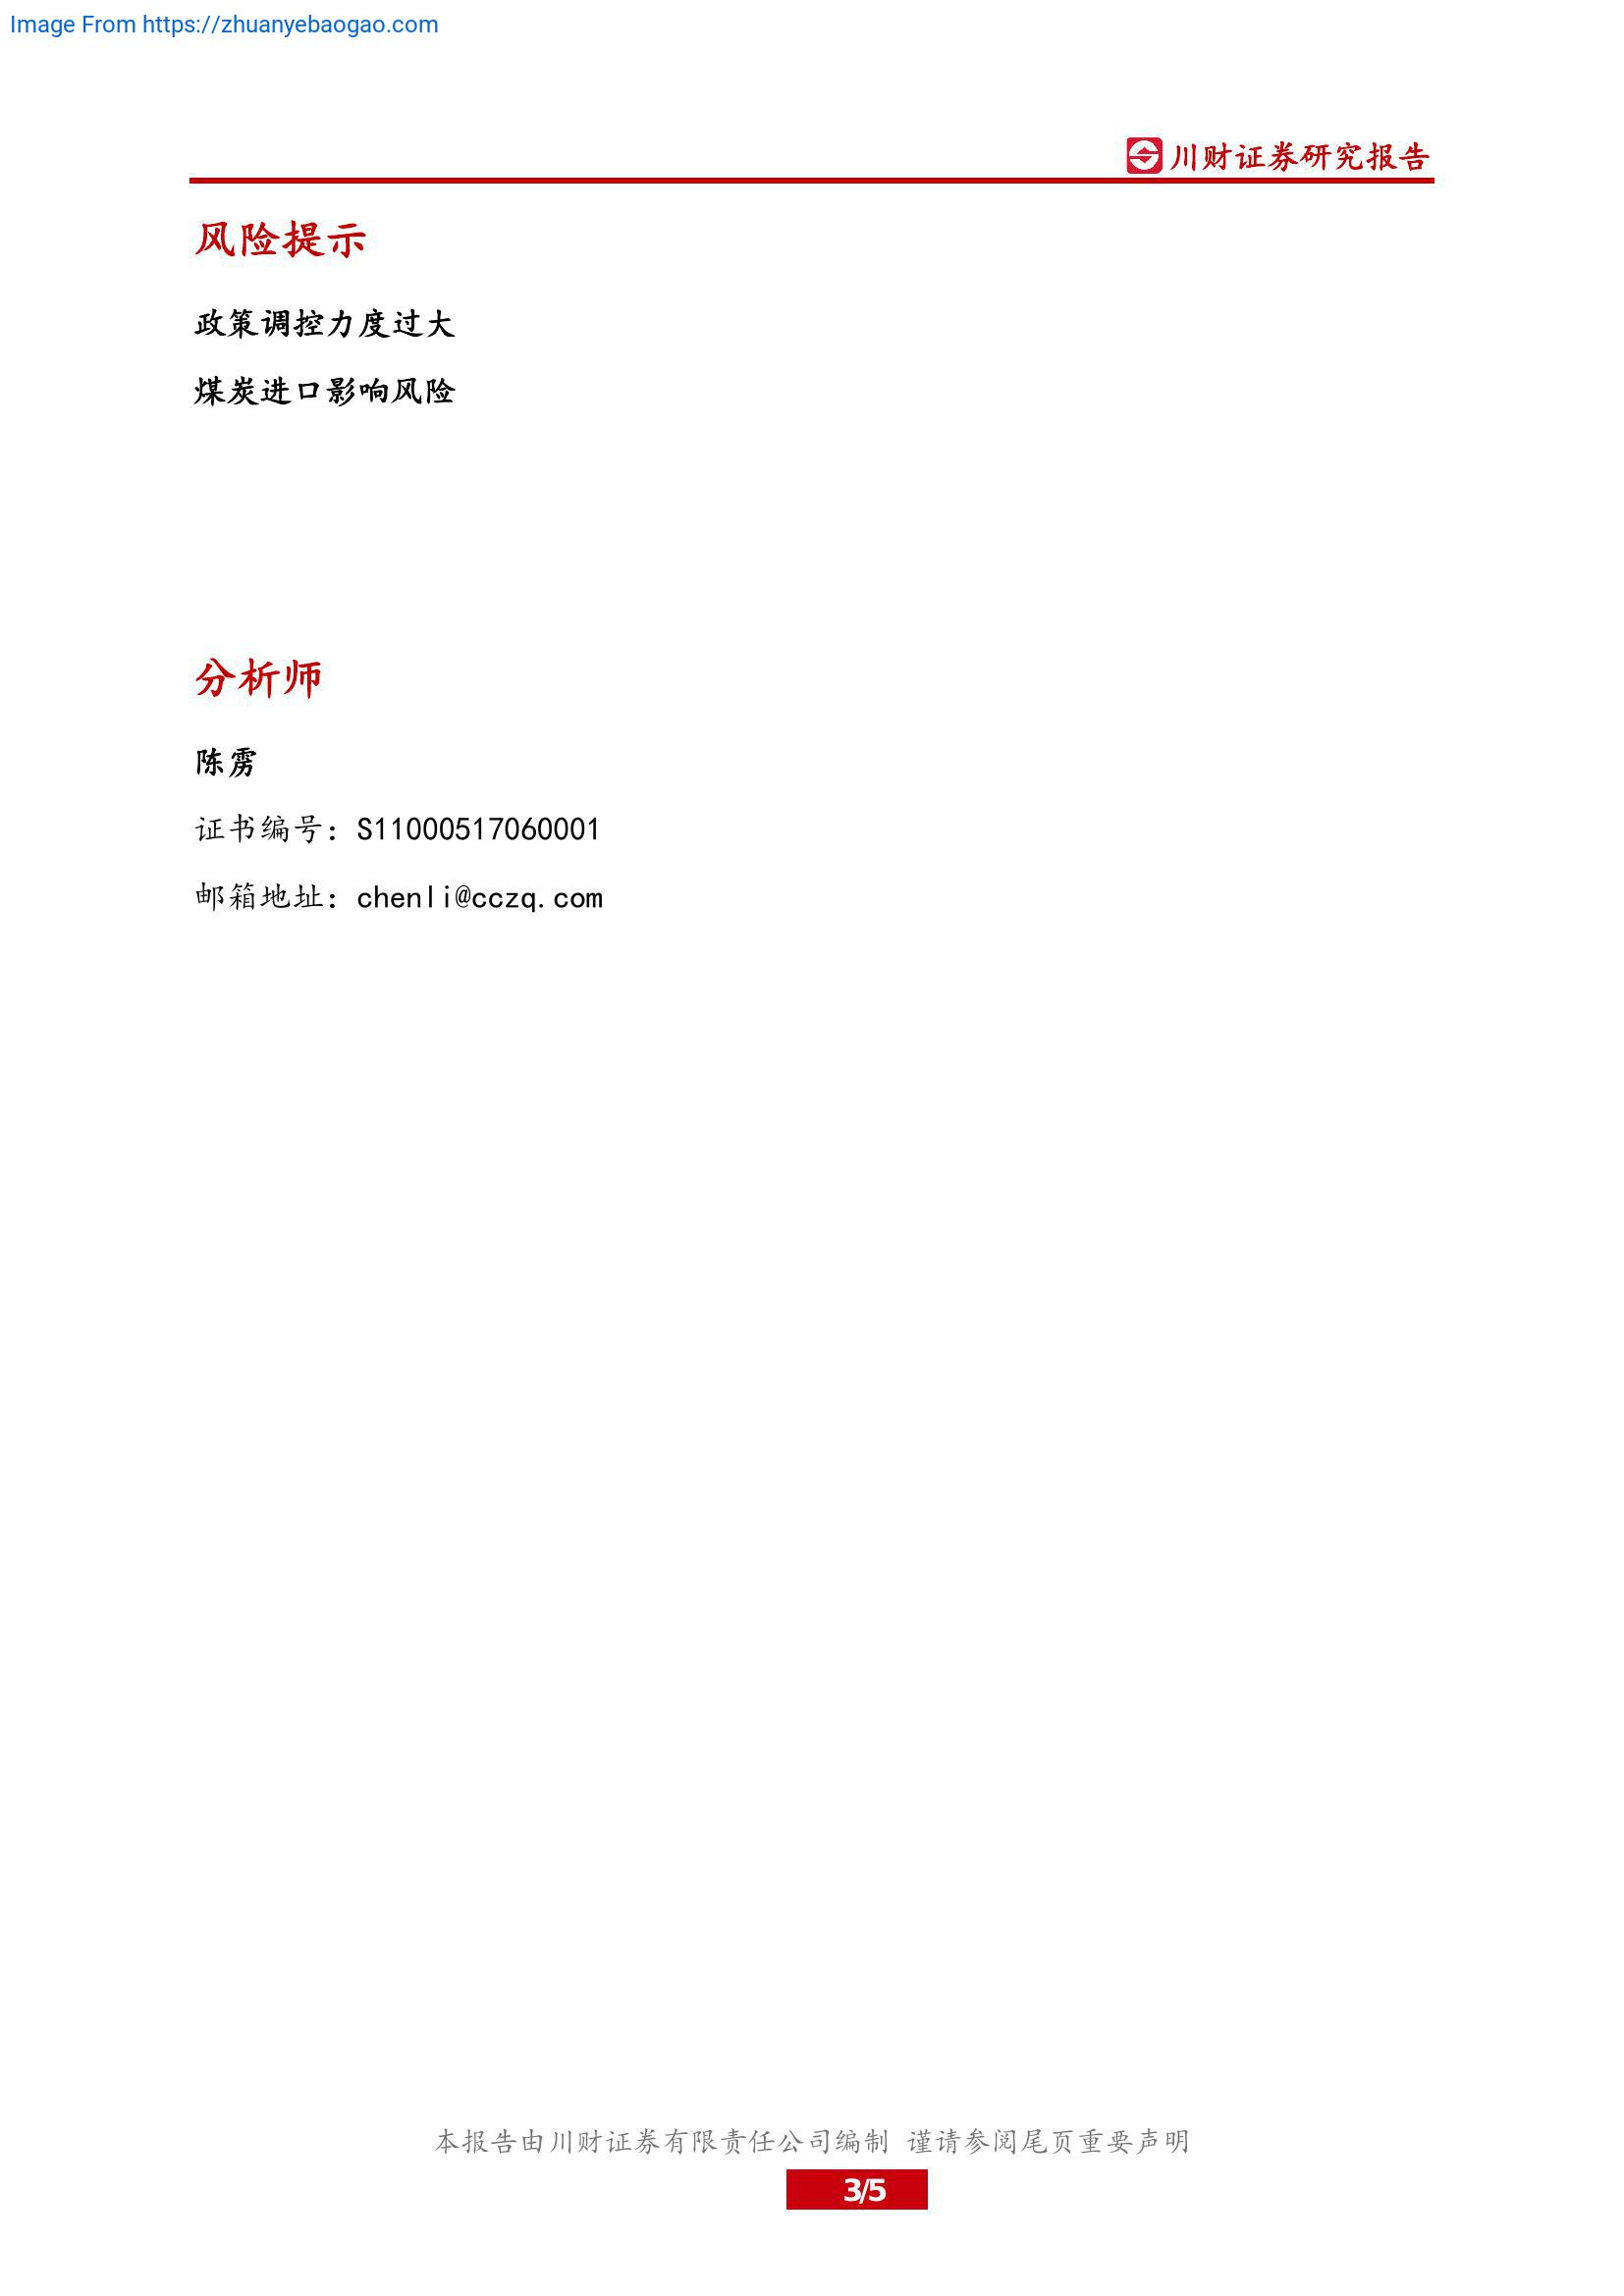 Image From https://zhuanyebaogao.com
川财证券研究报告
风险提示
政策调控力度过大
煤炭进口影响风险
分析师
陈雳
证书编号：S11000517060001
邮箱地址：chenli@cczq.com
本报告由川财证券有限责任公司编制 谨请参阅尾页重要声明
3/5